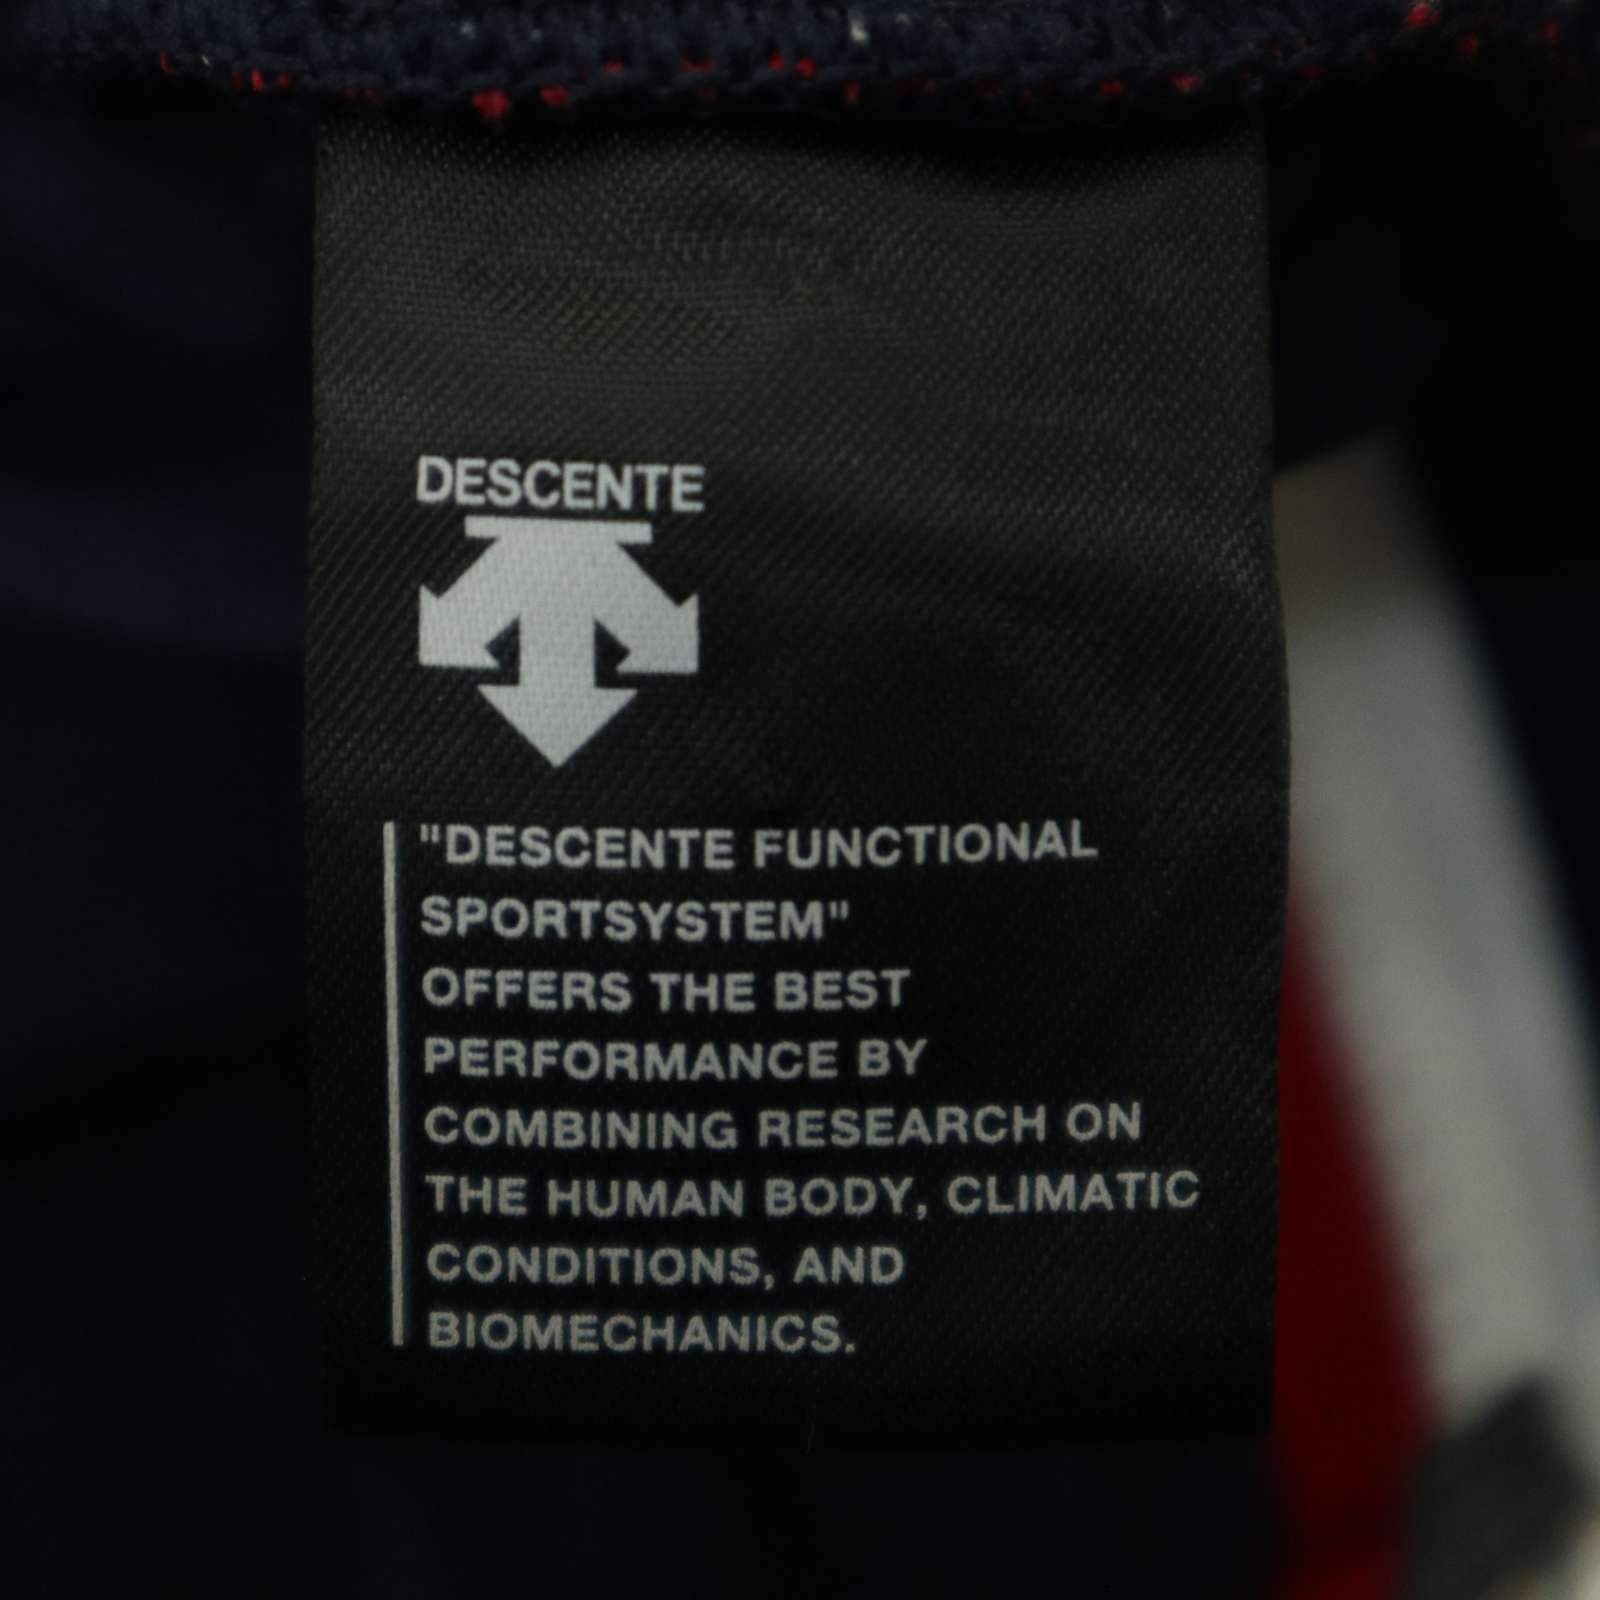 DESCENTE
"DESCENTE FUNCTIONAL
SPORTSYSTEM"
OFFERS THE BEST
PERFORMANCE BY
COMBINING RESEARCH ON
THE HUMAN BODY, CLIMATIC
CONDITIONS, AND
BIOMECHANICS.